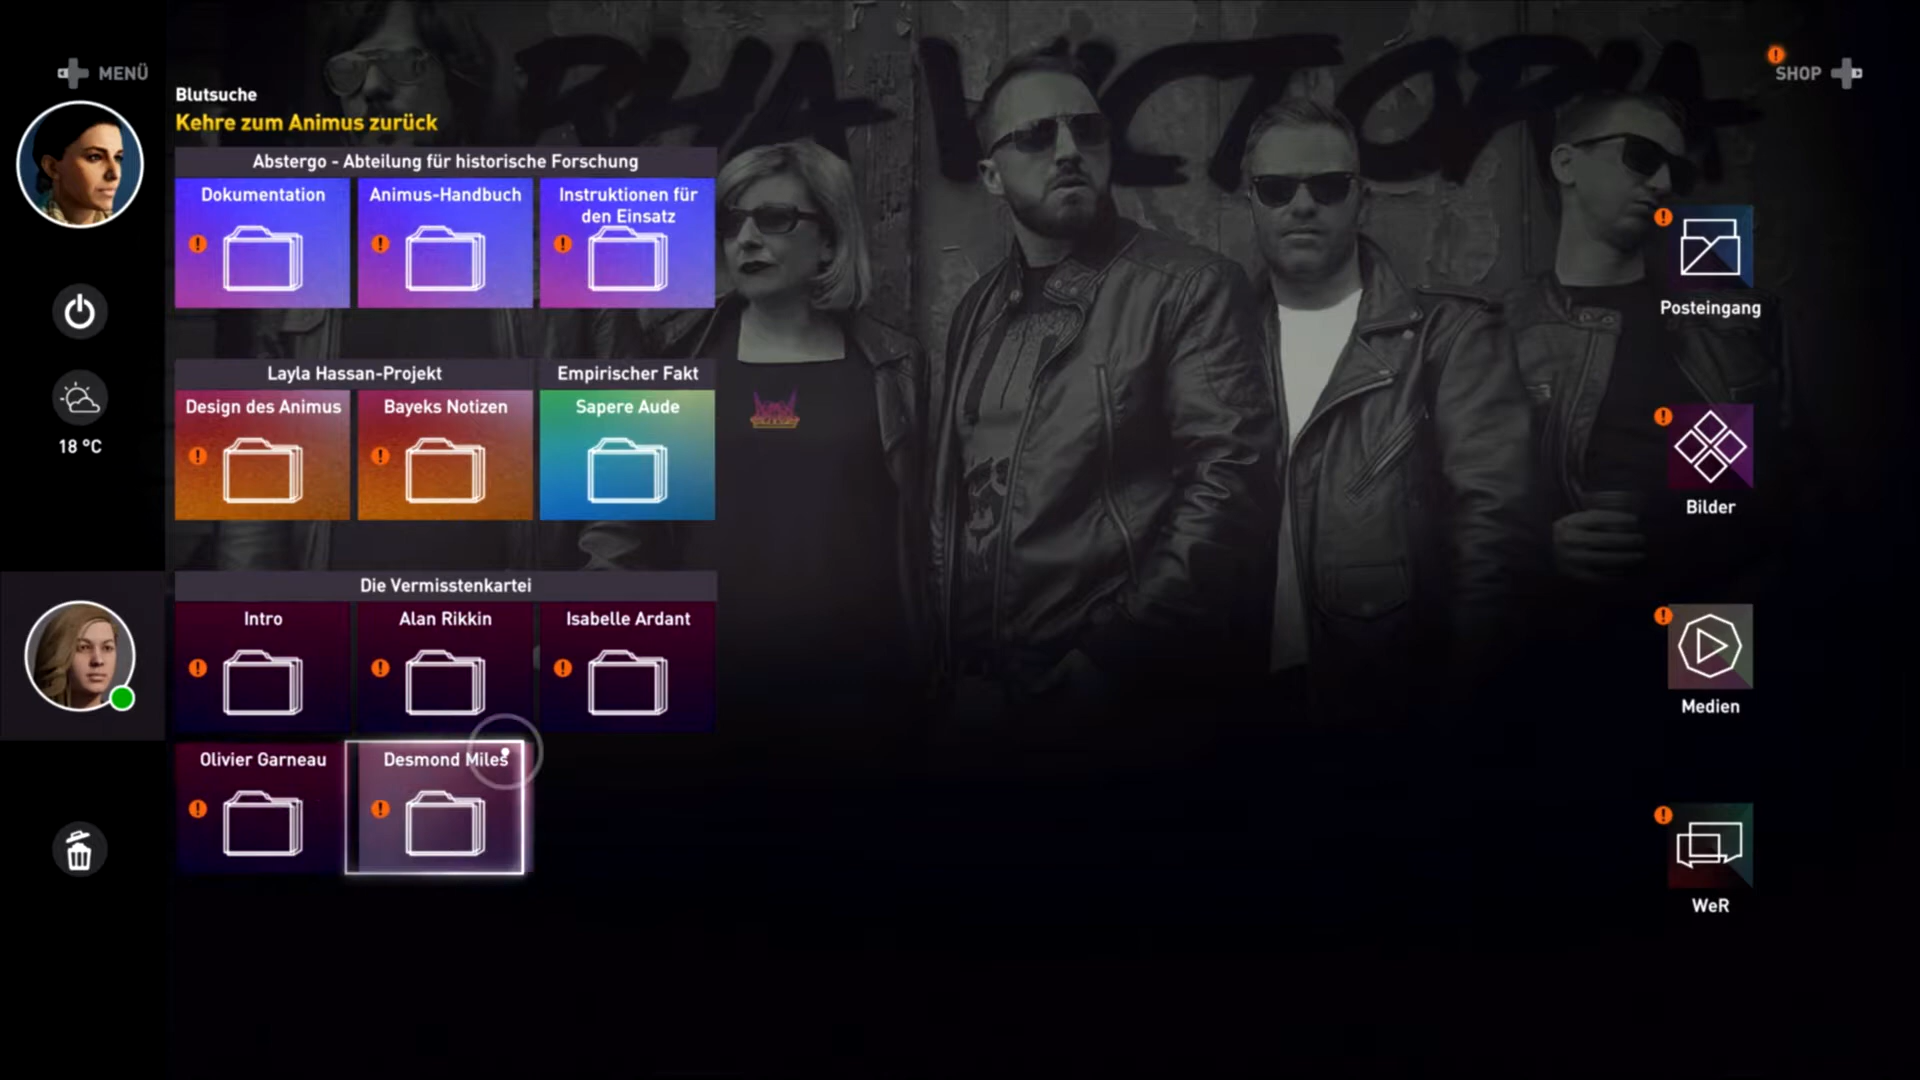 MENÜ
SHOP
Blutsuche
Kehre zum Animus zurück
Abstergo - Abteilung für historische Forschung
Dokumentation
Animus-Handbuch
Instruktionen für
den Einsatz
Posteingang
Layla Hassan-Projekt
Empirischer Fakt
Design des Animus
Bayeks Notizen
Sapere Aude
18 °C
Bilder
Die Vermisstenkartei
Intro
Alan Rikkin
Isabelle Ardant
Medien
Olivier Garneau
Desmond Miles
WeR